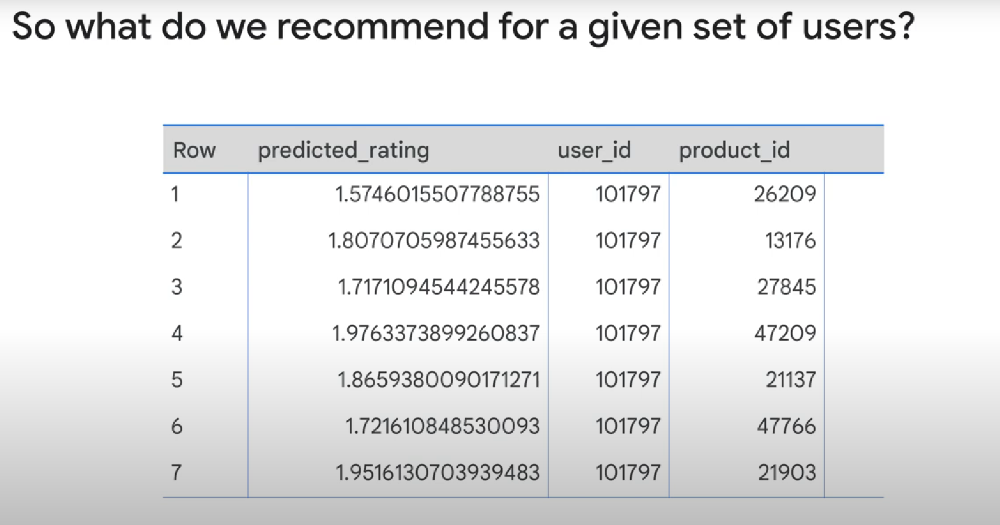 So what do we recommend for a given set of users?
Row predicted_rating user_id product_id
1 1.5746015507788755 101797 26209
2 1.8070705987455633 101797 13176
3 1.7171094544245578 101797 27845
4 1.9763373899260837 101797 47209
5 1.8659380090171271 101797 21137
6 1.721610848530093 101797 47766
7 1.9516130703939483 101797 21903